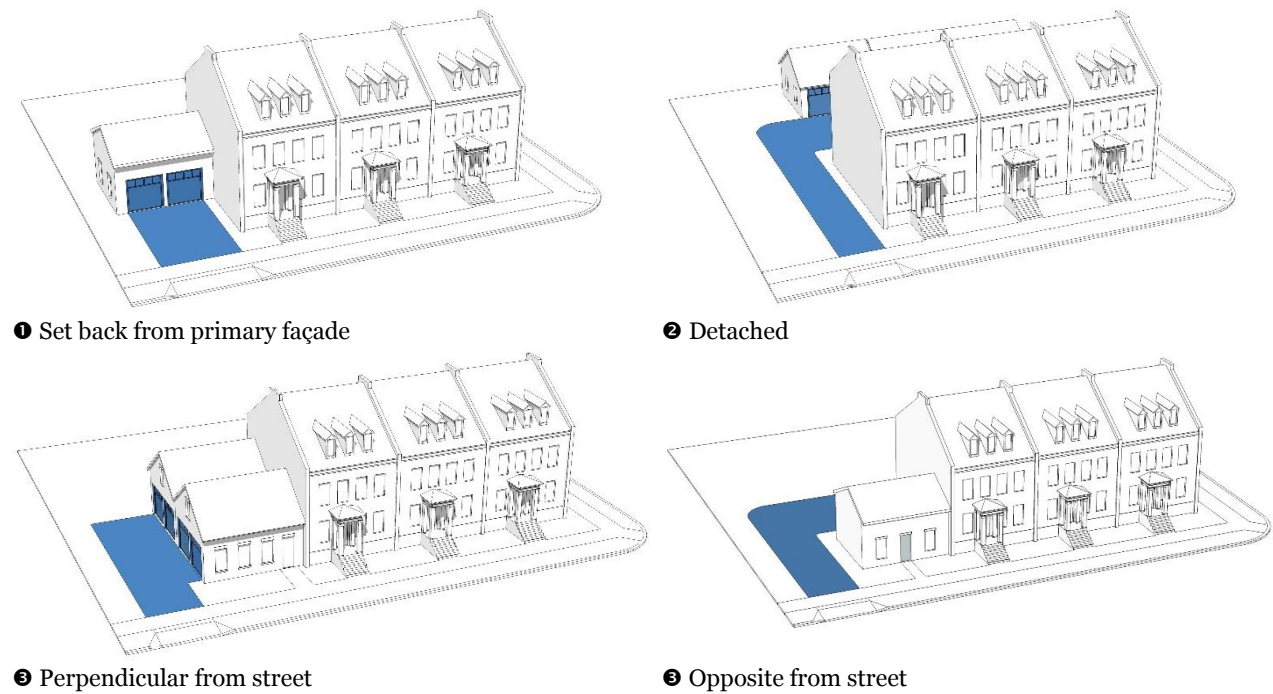 ❶ Set back from primary façade
❷ Detached
❸ Perpendicular from street
❸ Opposite from street